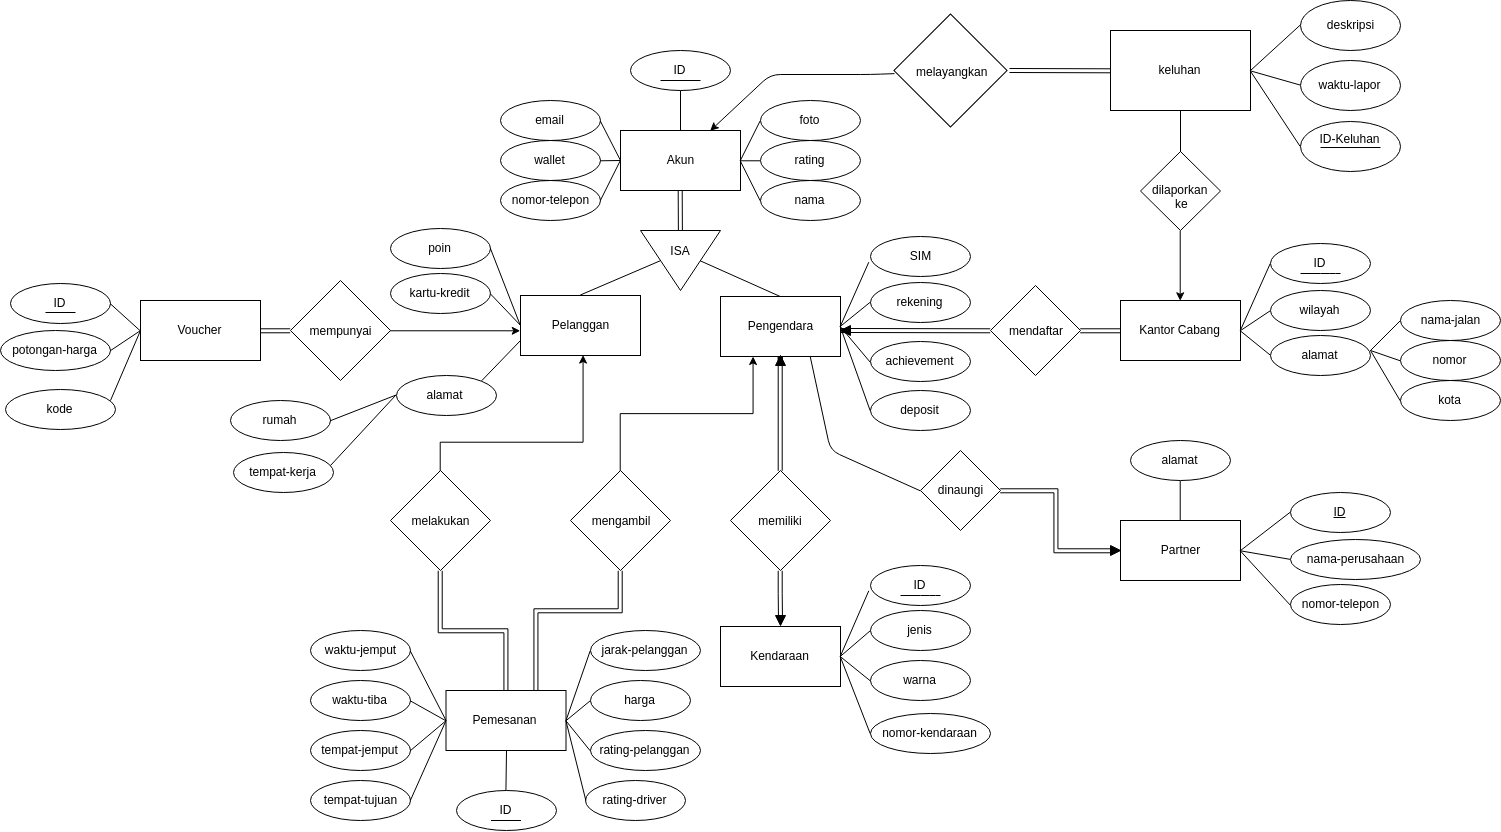 deskripsi
ID
melayangkan
keluhan
waktu-lapor
email
foto
ID-Keluhan
wallet
Akun
rating
nomor-telepon
nama
dilaporkan
ke
poin
ISA
SIM
ID
kartu-kredit
rekening
wilayah
ID
Voucher
mempunyai
Pelanggan
Pengendara
mendaftar
Kantor Cabang
nama-jalan
potongan-harga
achievement
alamat
nomor
kode
alamat
deposit
kota
rumah
tempat-kerja
alamat
melakukan
mengambil
memiliki
dinaungi
ID
Partner
nama-perusahaan
nomor-telepon
ID
jenis
waktu-jemput
jarak-pelanggan
Kendaraan
warna
waktu-tiba
harga
Pemesanan
nomor-kendaraan
tempat-jemput
rating-pelanggan
tempat-tujuan
rating-driver
ID